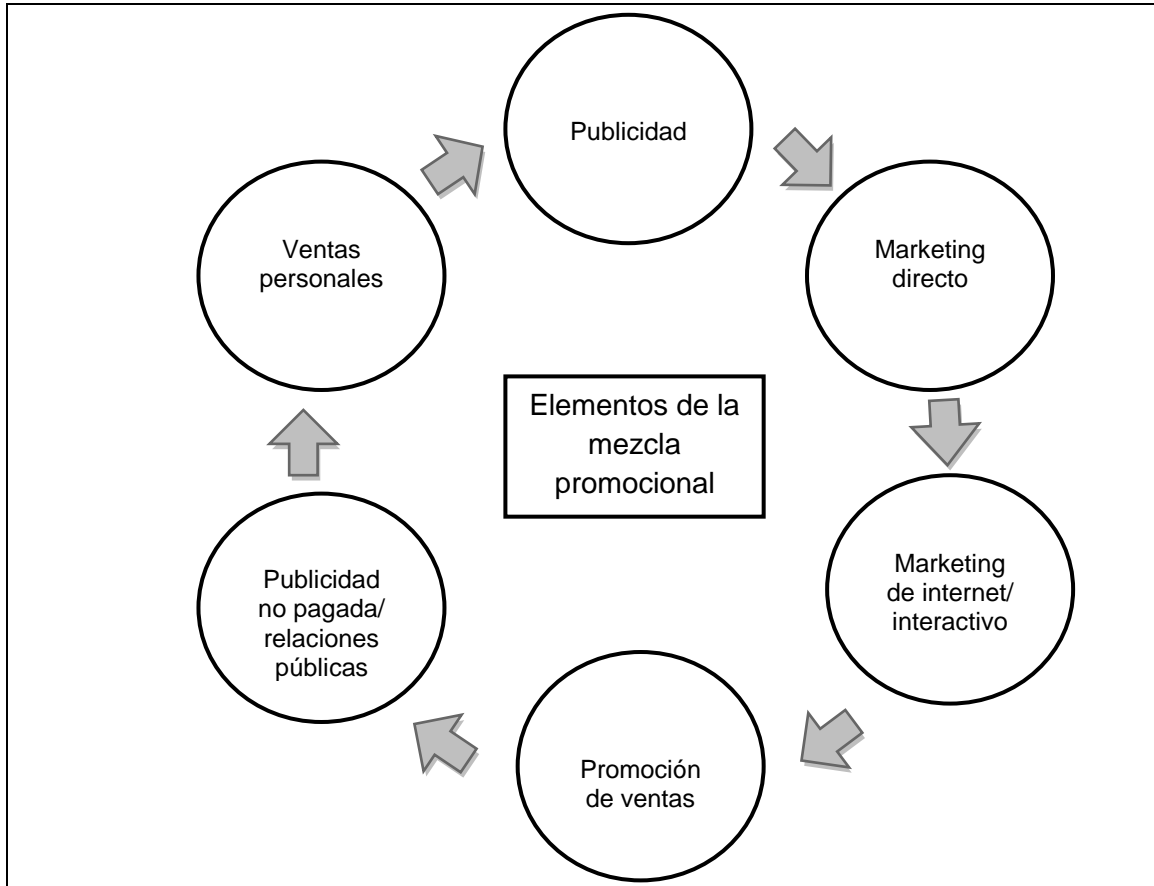 Publicidad
Marketing
directo
Marketing
de internet/
interactivo
Promoción
de ventas
Publicidad
no pagada/
relaciones
públicas
Ventas
personales
Elementos de la
mezcla
promocional